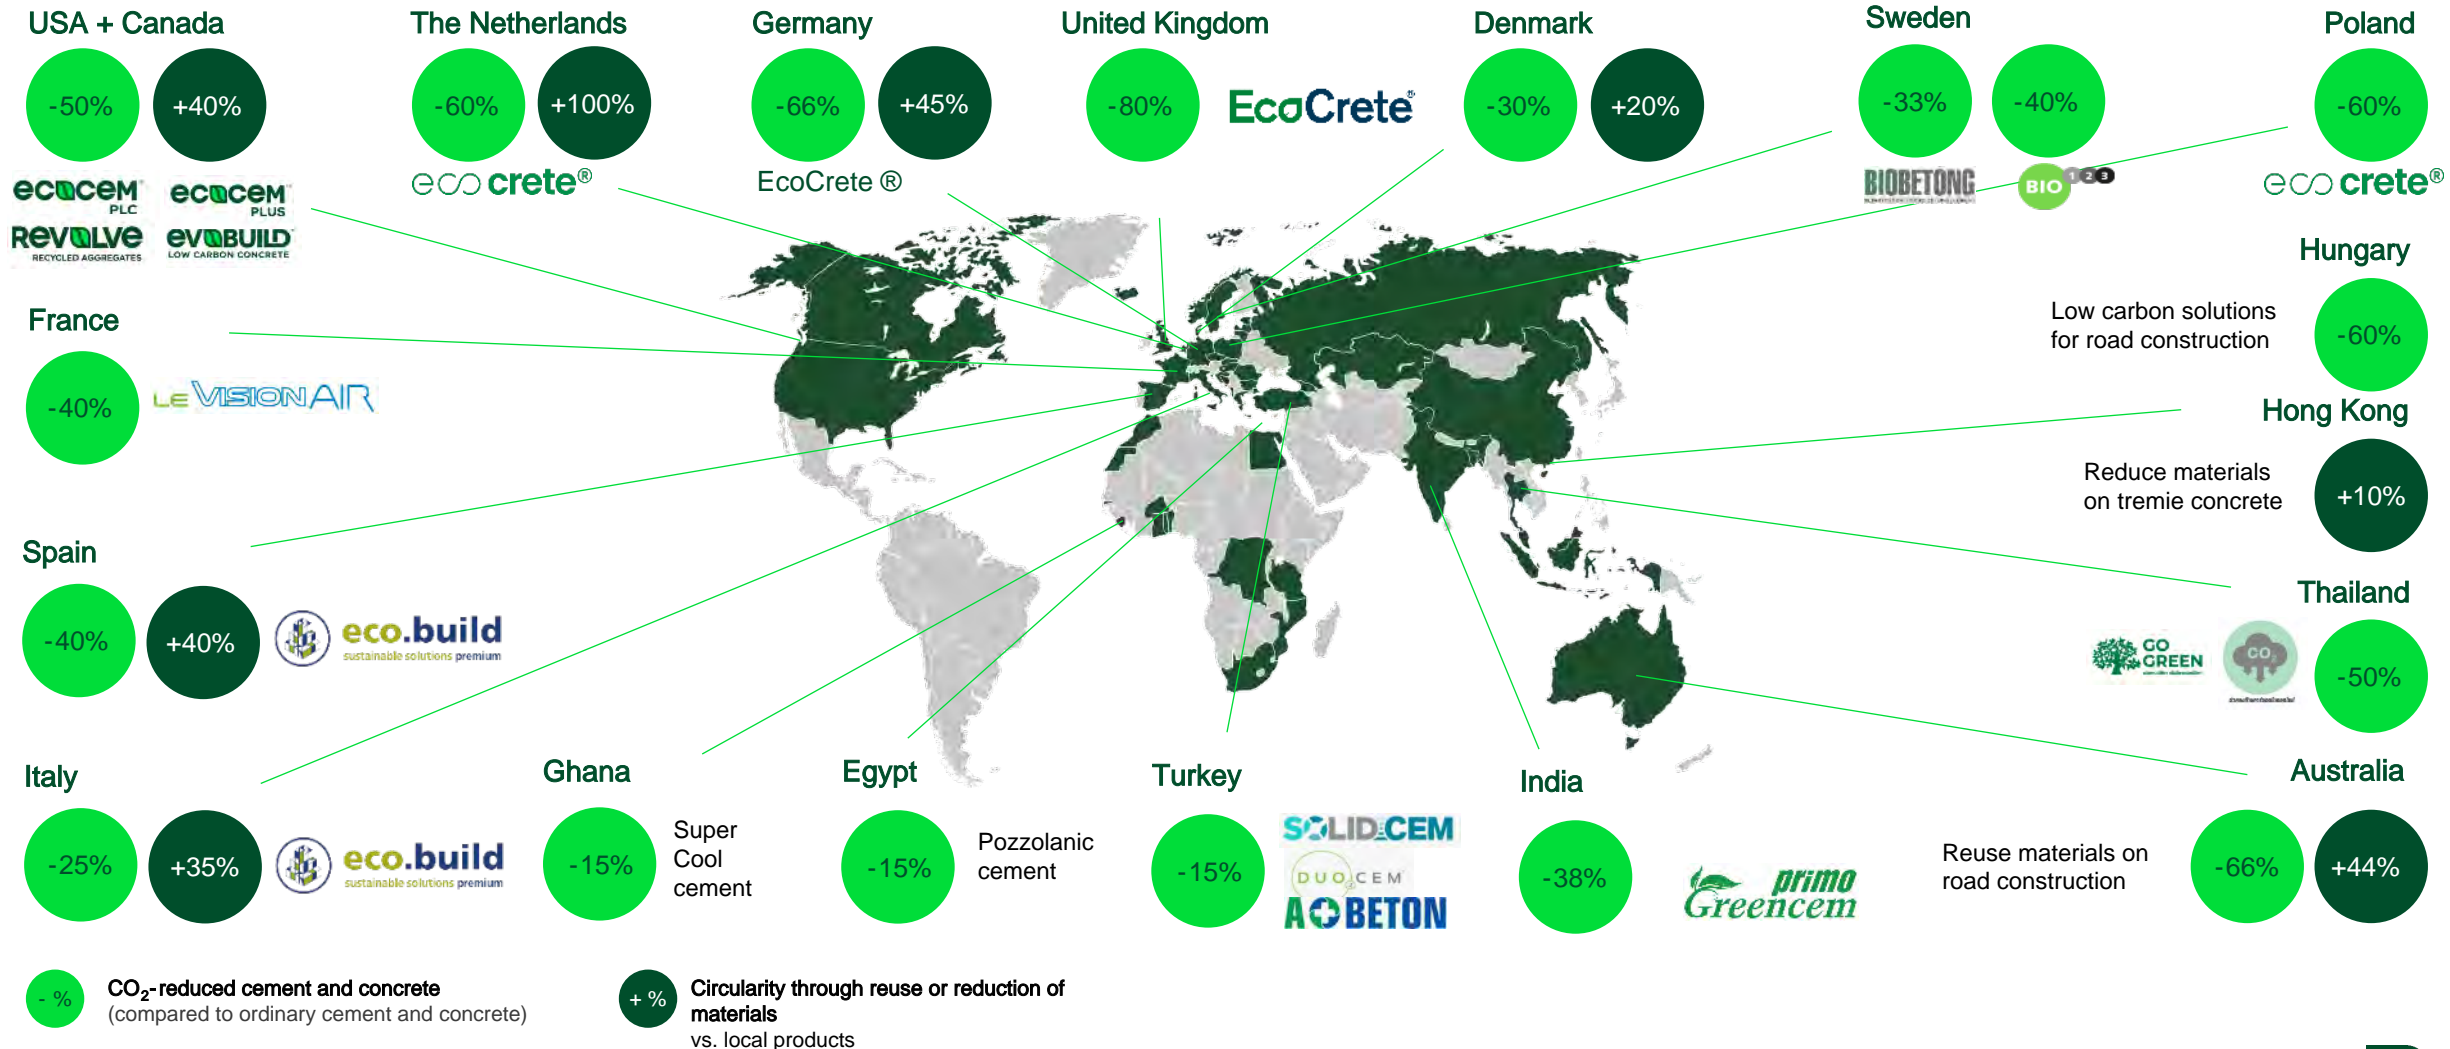 USA + Canada
-50%
+40%
ecocem
PLC
ecocem
PLUS
REVOLVE
RECYCLED AGGREGATES
EVOBUILD
LOW CARBON CONCRETE
The Netherlands
-60%
+100%
eco crete®
Germany
-66%
+45%
EcoCrete ®
United Kingdom
-80%
EcoCrete®
Denmark
-30%
+20%
Sweden
-33%
-40%
BIOBETONG
BIO 1 2 3
Poland
-60%
eco crete®
France
-40%
LE VISIONAIR
Hungary
Low carbon solutions
for road construction
-60%
Hong Kong
Reduce materials
on tremie concrete
+10%
Spain
-40%
+40%
eco.build
sustainable solutions premium
Thailand
GO
GREEN
CO₂
-50%
Italy
-25%
+35%
eco.build
sustainable solutions premium
Ghana
-15%
Super
Cool
cement
Egypt
-15%
Pozzolanic
cement
Turkey
-15%
SOLIDCEM
DUOCEM
A+BETON
India
-38%
primo
Greencem
Australia
Reuse materials on
road construction
-66%
+44%
- %
CO₂-reduced cement and concrete
(compared to ordinary cement and concrete)
+ %
Circularity through reuse or reduction of
materials
vs. local products